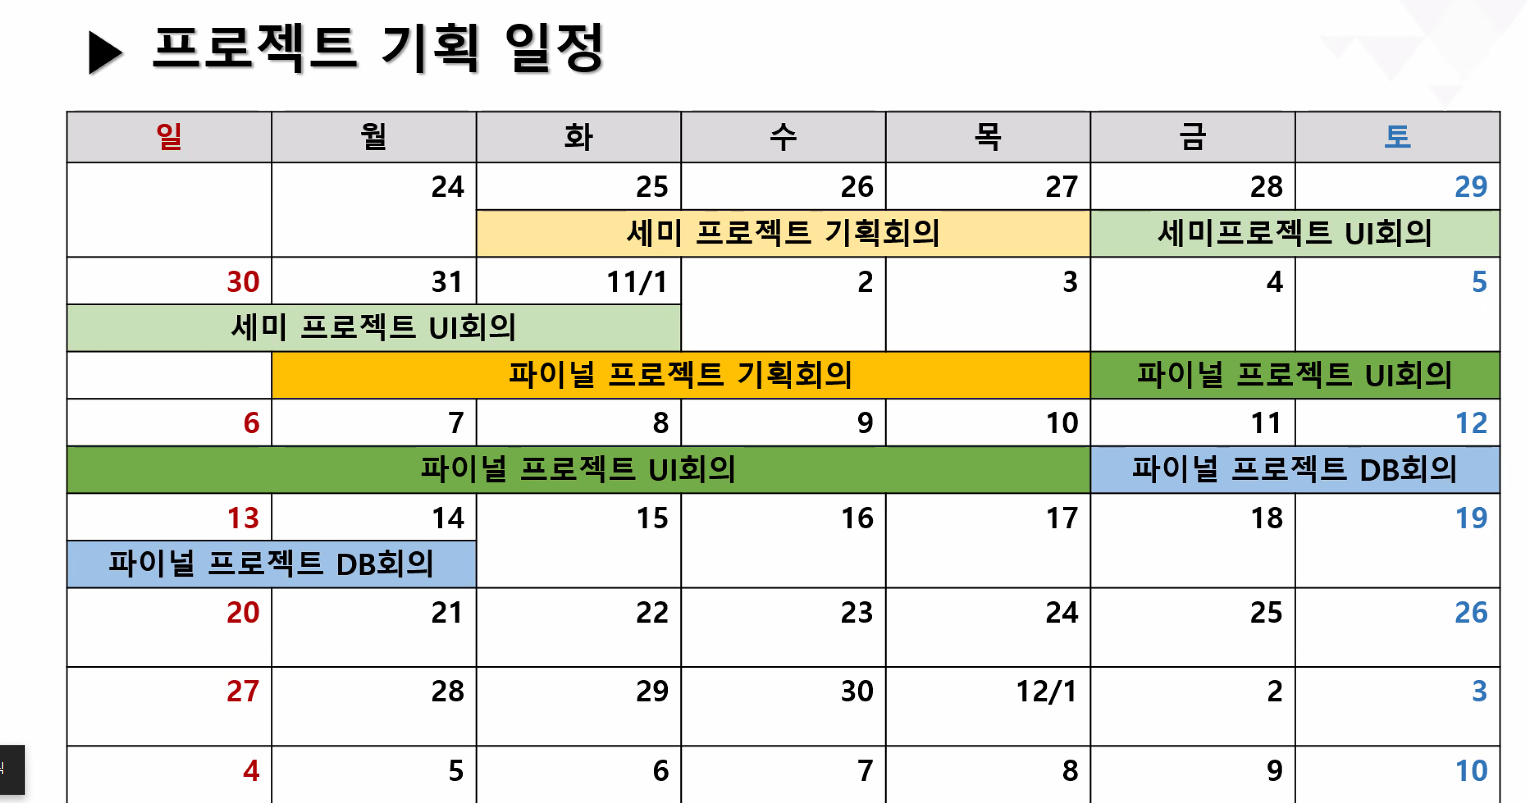 ▶ 프로젝트 기획 일정
일 월 화 수 목 금 토
24 25 26 27 28 29
세미 프로젝트 기획회의 세미프로젝트 UI회의
30 31 11/1 2 3 4 5
세미 프로젝트 UI회의
파이널 프로젝트 기획회의 파이널 프로젝트 UI회의
6 7 8 9 10 11 12
파이널 프로젝트 UI회의 파이널 프로젝트 DB회의
13 14 15 16 17 18 19
파이널 프로젝트 DB회의
20 21 22 23 24 25 26
27 28 29 30 12/1 2 3
4 5 6 7 8 9 10